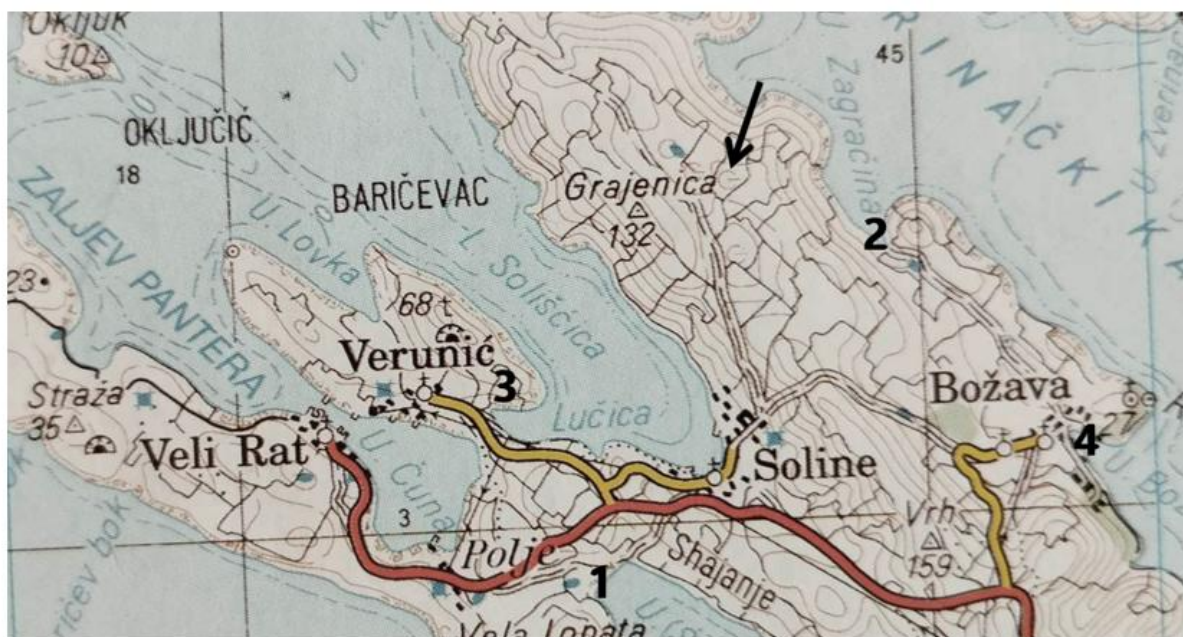 Okljuk
10
OKLJUČIĆ
18
ZALJEV PANTERA
BARIČEVAC
U. Lovka
L. Soliščica
Lučica
Grajenica
132
U. Zagračina
45
2
68
Verunić
3
Straža
35
23
Veli Rat
U. Čuna
3
Polje
1
Soline
Shajanje
Božava
27
4
Vrh
159
Vela Lopata